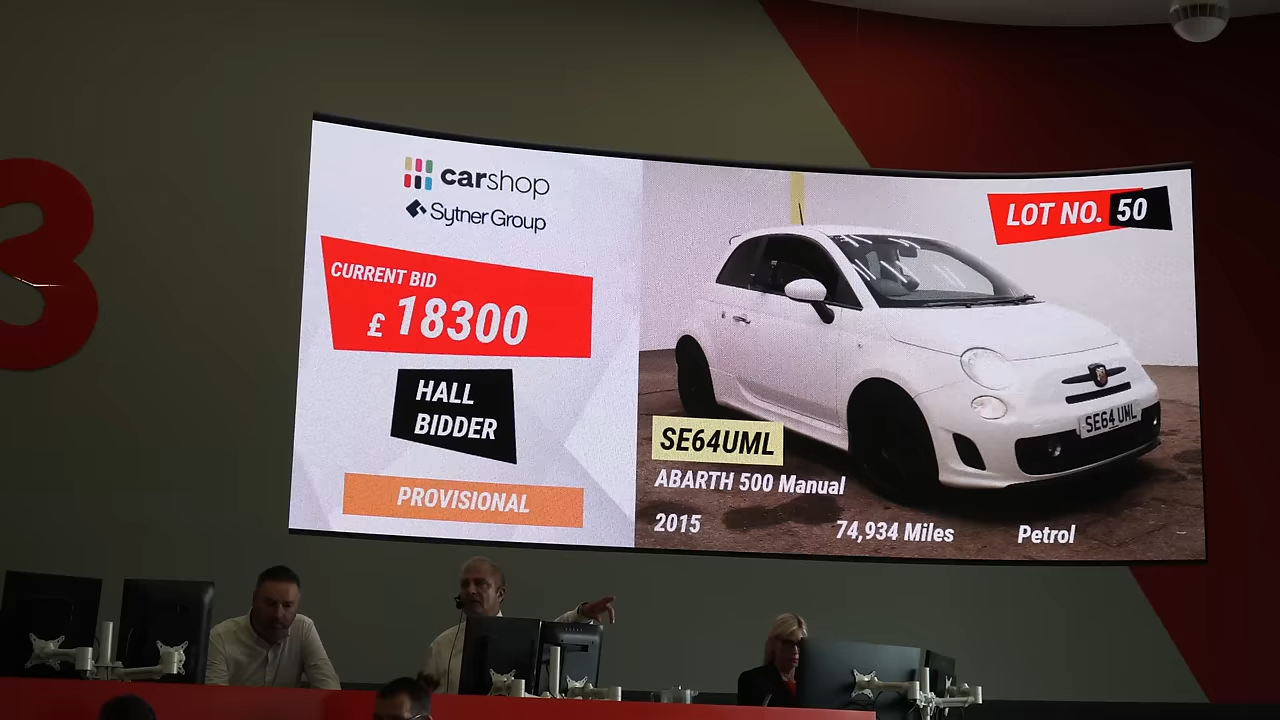 3
carshop
Sytner Group
CURRENT BID
£ 18300
HALL
BIDDER
PROVISIONAL
LOT NO. 50
SE64 UML
SE64UML
ABARTH 500 Manual
2015 74,934 Miles Petrol